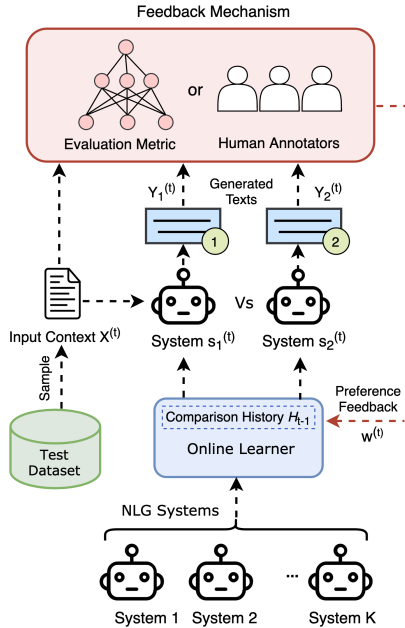 Feedback Mechanism
or
Evaluation Metric
Human Annotators
Y₁⁽ᵗ⁾
Generated
Texts
Y₂⁽ᵗ⁾
1
2
Input Context X⁽ᵗ⁾
System s₁⁽ᵗ⁾
Vs
System s₂⁽ᵗ⁾
Sample
Test
Dataset
Comparison History Hₜ₋₁
Online Learner
Preference
Feedback
w⁽ᵗ⁾
NLG Systems
...
System 1
System 2
System K